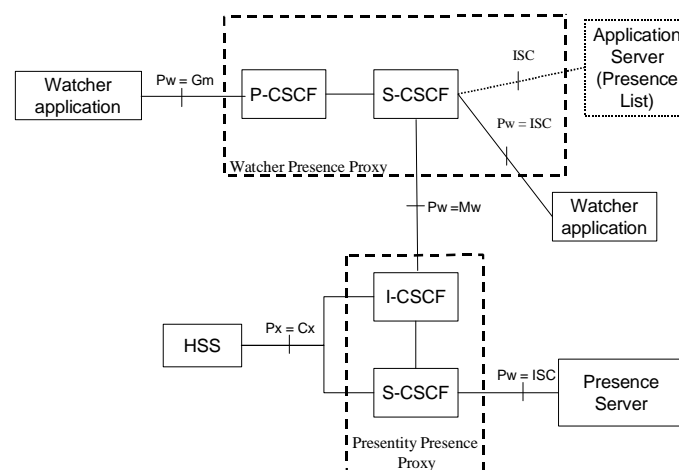 Application
Server
(Presence
List)
ISC
Pw = Gm
Watcher
application
P-CSCF
S-CSCF
Pw = ISC
Watcher Presence Proxy
Watcher
application
Pw =Mw
I-CSCF
Px = Cx
HSS
Pw = ISC
S-CSCF
Presence
Server
Presentity Presence
Proxy